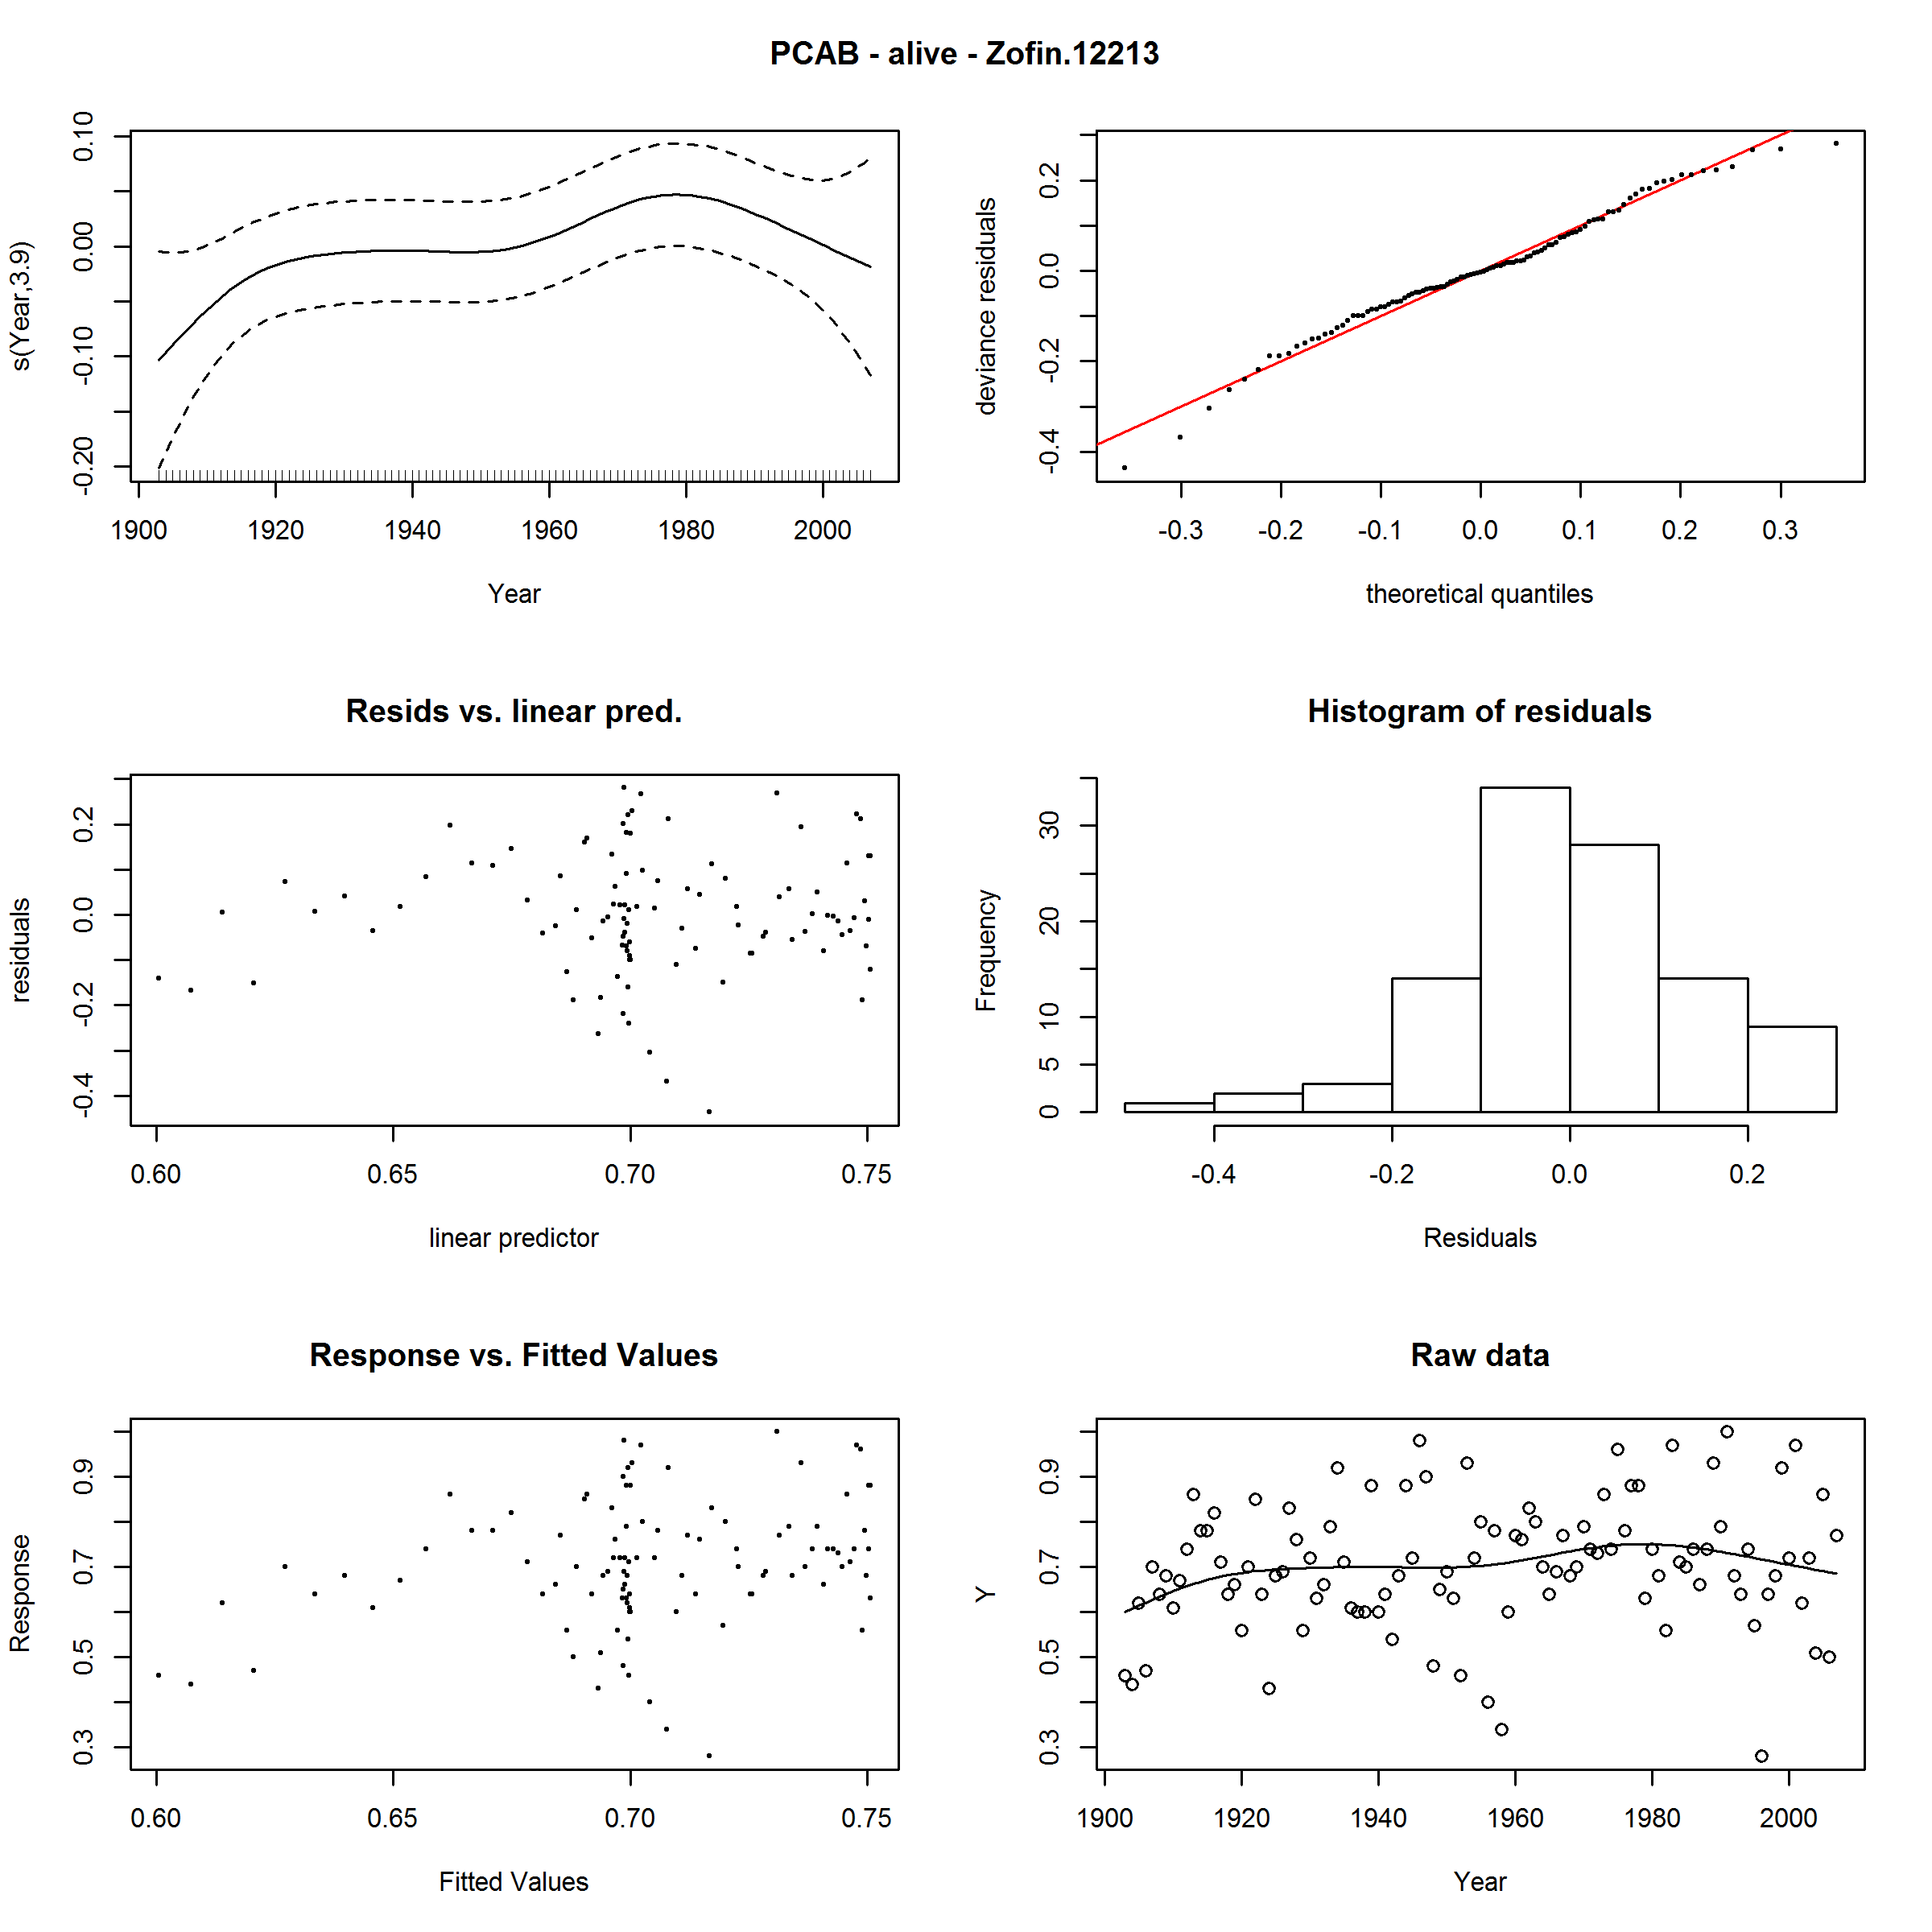 PCAB - alive - Zofin.12213
s(Year,3.9)
0.10
0.00
-0.10
-0.20
1900 1920 1940 1960 1980 2000
Year
deviance residuals
0.2
0.0
-0.2
-0.4
-0.3 -0.2 -0.1 0.0 0.1 0.2 0.3
theoretical quantiles
Resids vs. linear pred.
residuals
0.2
0.0
-0.2
-0.4
0.60 0.65 0.70 0.75
linear predictor
Histogram of residuals
Frequency
30
20
10
5
0
-0.4 -0.2 0.0 0.2
Residuals
Response vs. Fitted Values
Response
0.9
0.7
0.5
0.3
0.60 0.65 0.70 0.75
Fitted Values
Raw data
Y
0.9
0.7
0.5
0.3
1900 1920 1940 1960 1980 2000
Year